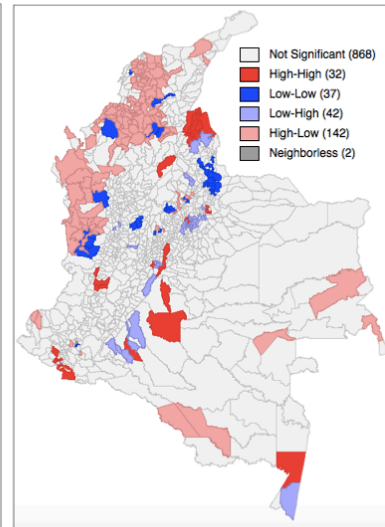 Not Significant (868)
High-High (32)
Low-Low (37)
Low-High (42)
High-Low (142)
Neighborless (2)